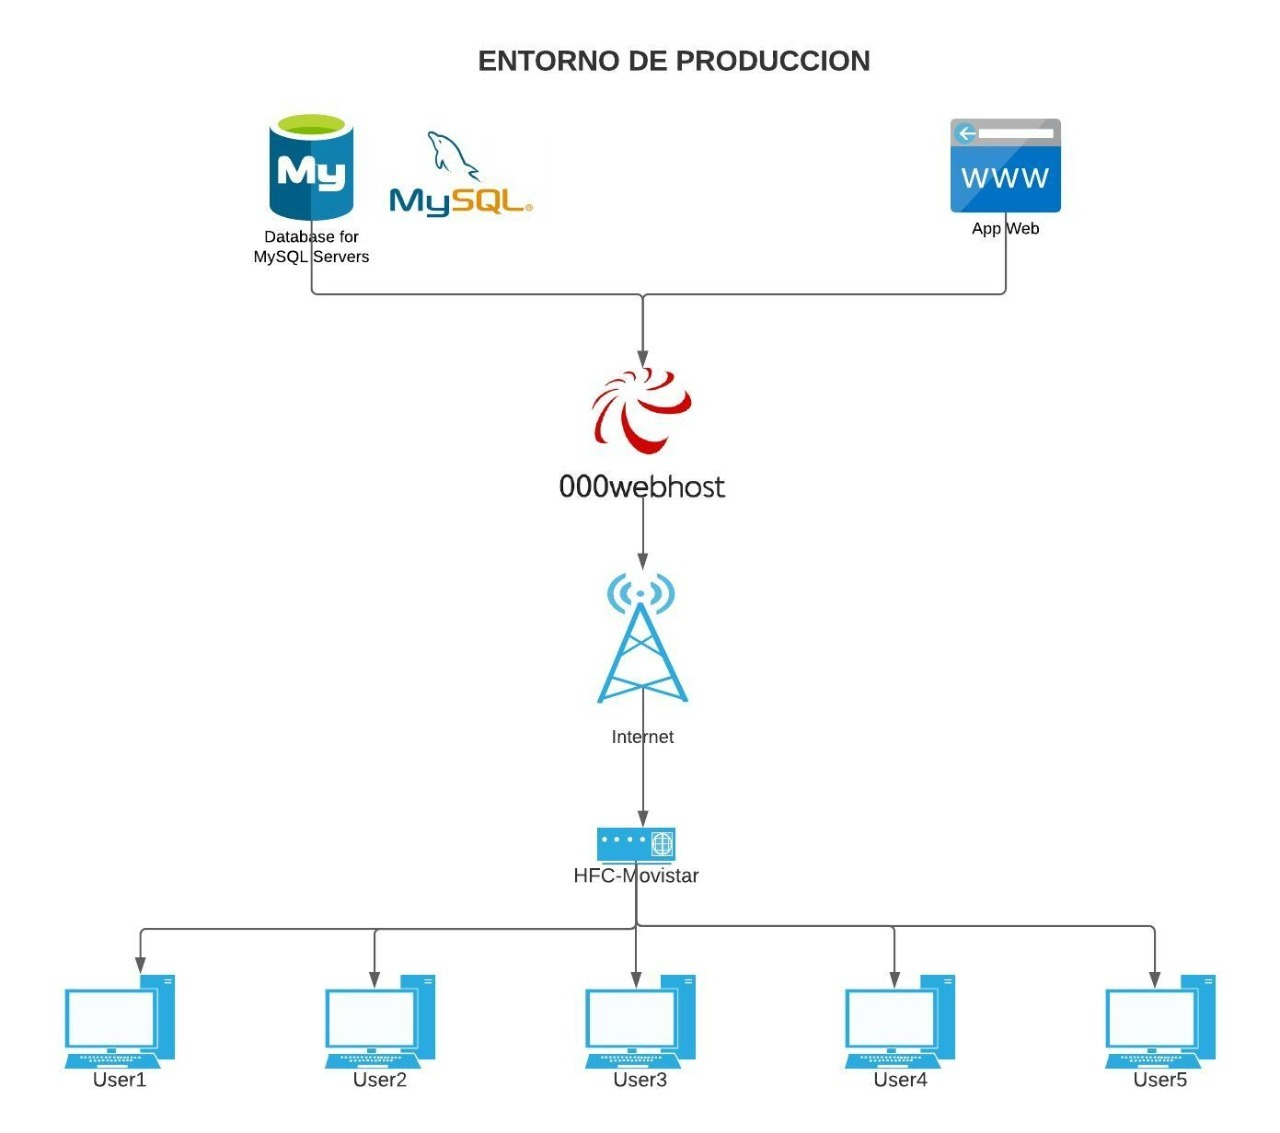 ENTORNO DE PRODUCCION
My
MySQL®
WWW
Database for
MySQL Servers
App Web
000webhost
Internet
HFC-Movistar
User1
User2
User3
User4
User5